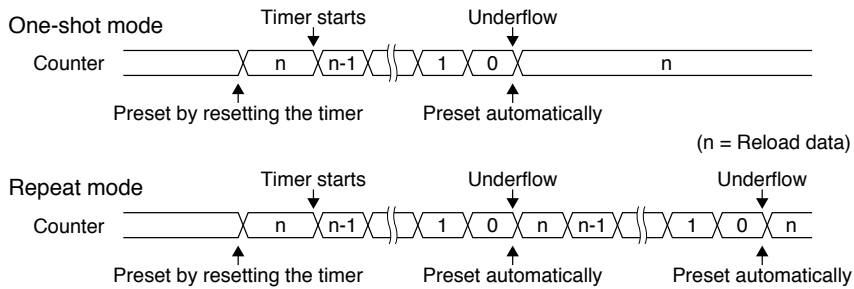 One-shot mode
Timer starts
Underflow
Counter
n
n-1
1
0
n
Preset by resetting the timer
Preset automatically
(n = Reload data)
Repeat mode
Timer starts
Underflow
Underflow
Counter
n
n-1
1
0
n
n-1
1
0
n
Preset by resetting the timer
Preset automatically
Preset automatically